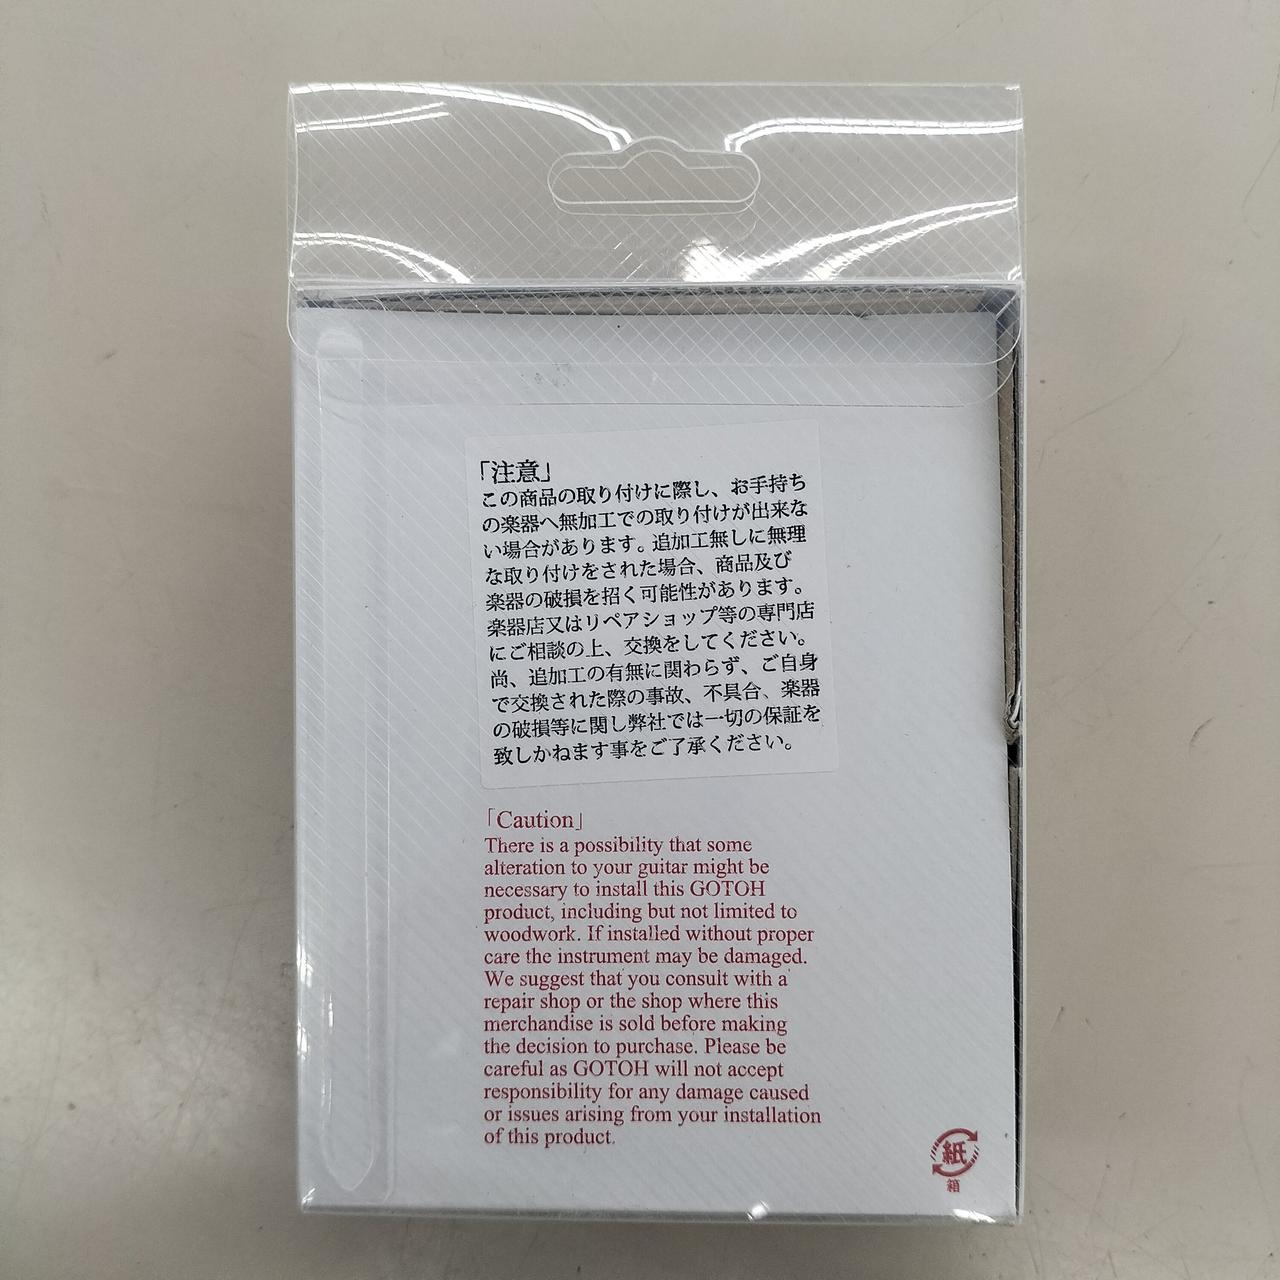 「注意」
この商品の取り付けに際し、お手持ち
の楽器へ無加工での取り付けが出来な
い場合があります。追加工無しに無理
な取り付けをされた場合、商品及び
楽器の破損を招く可能性があります。
楽器店又はリペアショップ等の専門店
にご相談の上、交換をしてください。
尚、追加工の有無に関わらず、ご自身
で交換された際の事故、不具合、楽器
の破損等に関し弊社では一切の保証を
致しかねます事をご了承ください。
「Caution」
There is a possibility that some
alteration to your guitar might be
necessary to install this GOTOH
product, including but not limited to
woodwork. If installed without proper
care the instrument may be damaged.
We suggest that you consult with a
repair shop or the shop where this
merchandise is sold before making
the decision to purchase. Please be
careful as GOTOH will not accept
responsibility for any damage caused
or issues arising from your installation
of this product.
紙
箱